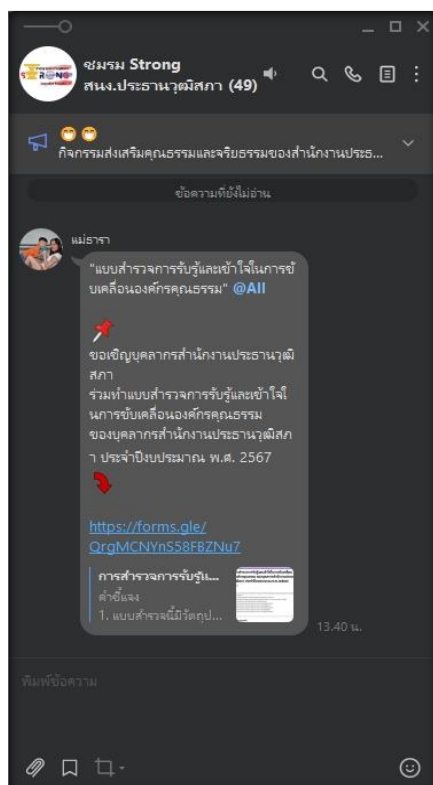 ชมรม Strong
สนง.ประธานวุฒิสภา (49)
กิจกรรมส่งเสริมคุณธรรมและจริยธรรมของสำนักงานประธ...
ข้อความที่ยังไม่อ่าน
แม่ธารา
"แบบสำรวจการรับรู้และเข้าใจในการขั
บเคลื่อนองค์กรคุณธรรม" @All
ขอเชิญบุคลากรสำนักงานประธานวุฒิ
สภา
ร่วมทำแบบสำรวจการรับรู้และเข้าใจใ
นการขับเคลื่อนองค์กรคุณธรรม
ของบุคลากรสำนักงานประธานวุฒิสภ
า ประจำปีงบประมาณ พ.ศ. 2567
https://forms.gle/
QrgMCNYnS58FBZNu7
การสำรวจการรับรู้แ...
คำชี้แจง
1. แบบสำรวจนี้มีวัตถุป...
13.40 น.
พิมพ์ข้อความ